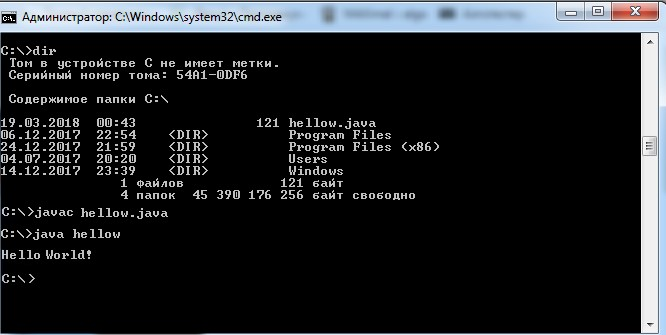 Администратор: C:\Windows\system32\cmd.exe
C:\>dir
Том в устройстве C не имеет метки.
Серийный номер тома: 54A1-0DF6
Содержимое папки C:\
19.03.2018 00:43 121 hellow.java
06.12.2017 22:54 <DIR> Program Files
24.12.2017 21:59 <DIR> Program Files (x86)
04.07.2017 20:20 <DIR> Users
14.12.2017 23:39 <DIR> Windows
1 файлов 121 байт
4 папок 45 390 176 256 байт свободно
C:\>javac hellow.java
C:\>java hellow
Hello World!
C:\>